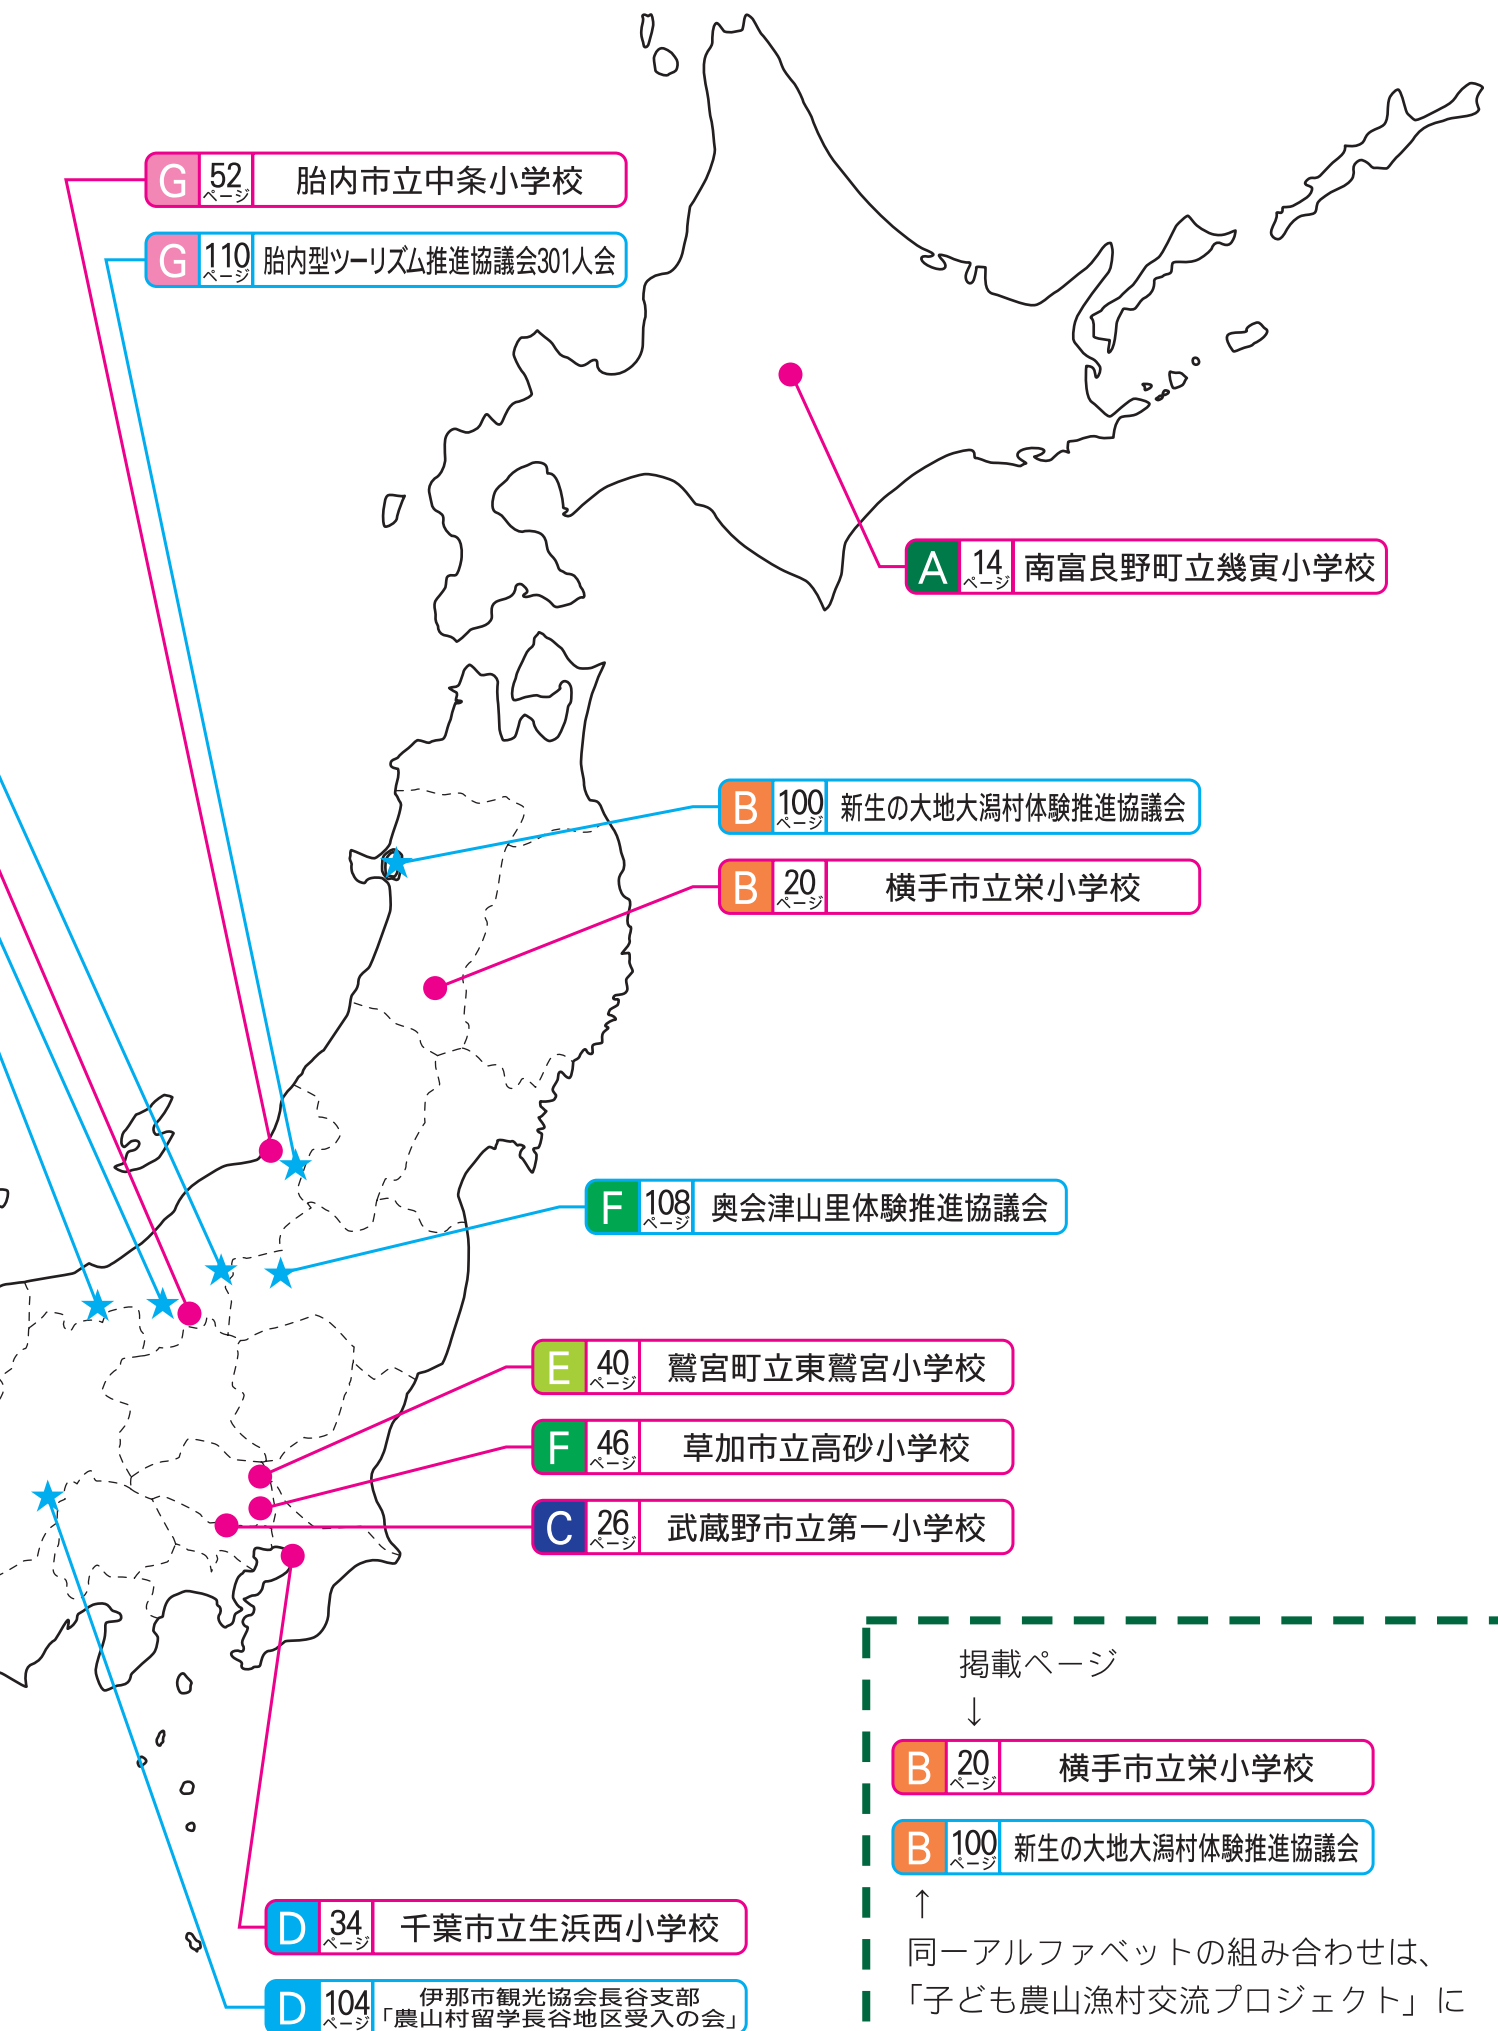 G 52 ページ 胎内市立中条小学校
G 110 ページ 胎内型ツーリズム推進協議会301人会
A 14 ページ 南富良野町立幾寅小学校
B 100 ページ 新生の大地大潟村体験推進協議会
B 20 ページ 横手市立栄小学校
F 108 ページ 奥会津山里体験推進協議会
E 40 ページ 鷲宮町立東鷲宮小学校
F 46 ページ 草加市立高砂小学校
C 26 ページ 武蔵野市立第一小学校
D 34 ページ 千葉市立生浜西小学校
D 104 ページ 伊那市観光協会長谷支部
「農山村留学長谷地区受入の会」
掲載ページ
↓
B 20 ページ 横手市立栄小学校
B 100 ページ 新生の大地大潟村体験推進協議会
↑
同一アルファベットの組み合わせは、
「子ども農山漁村交流プロジェクト」に